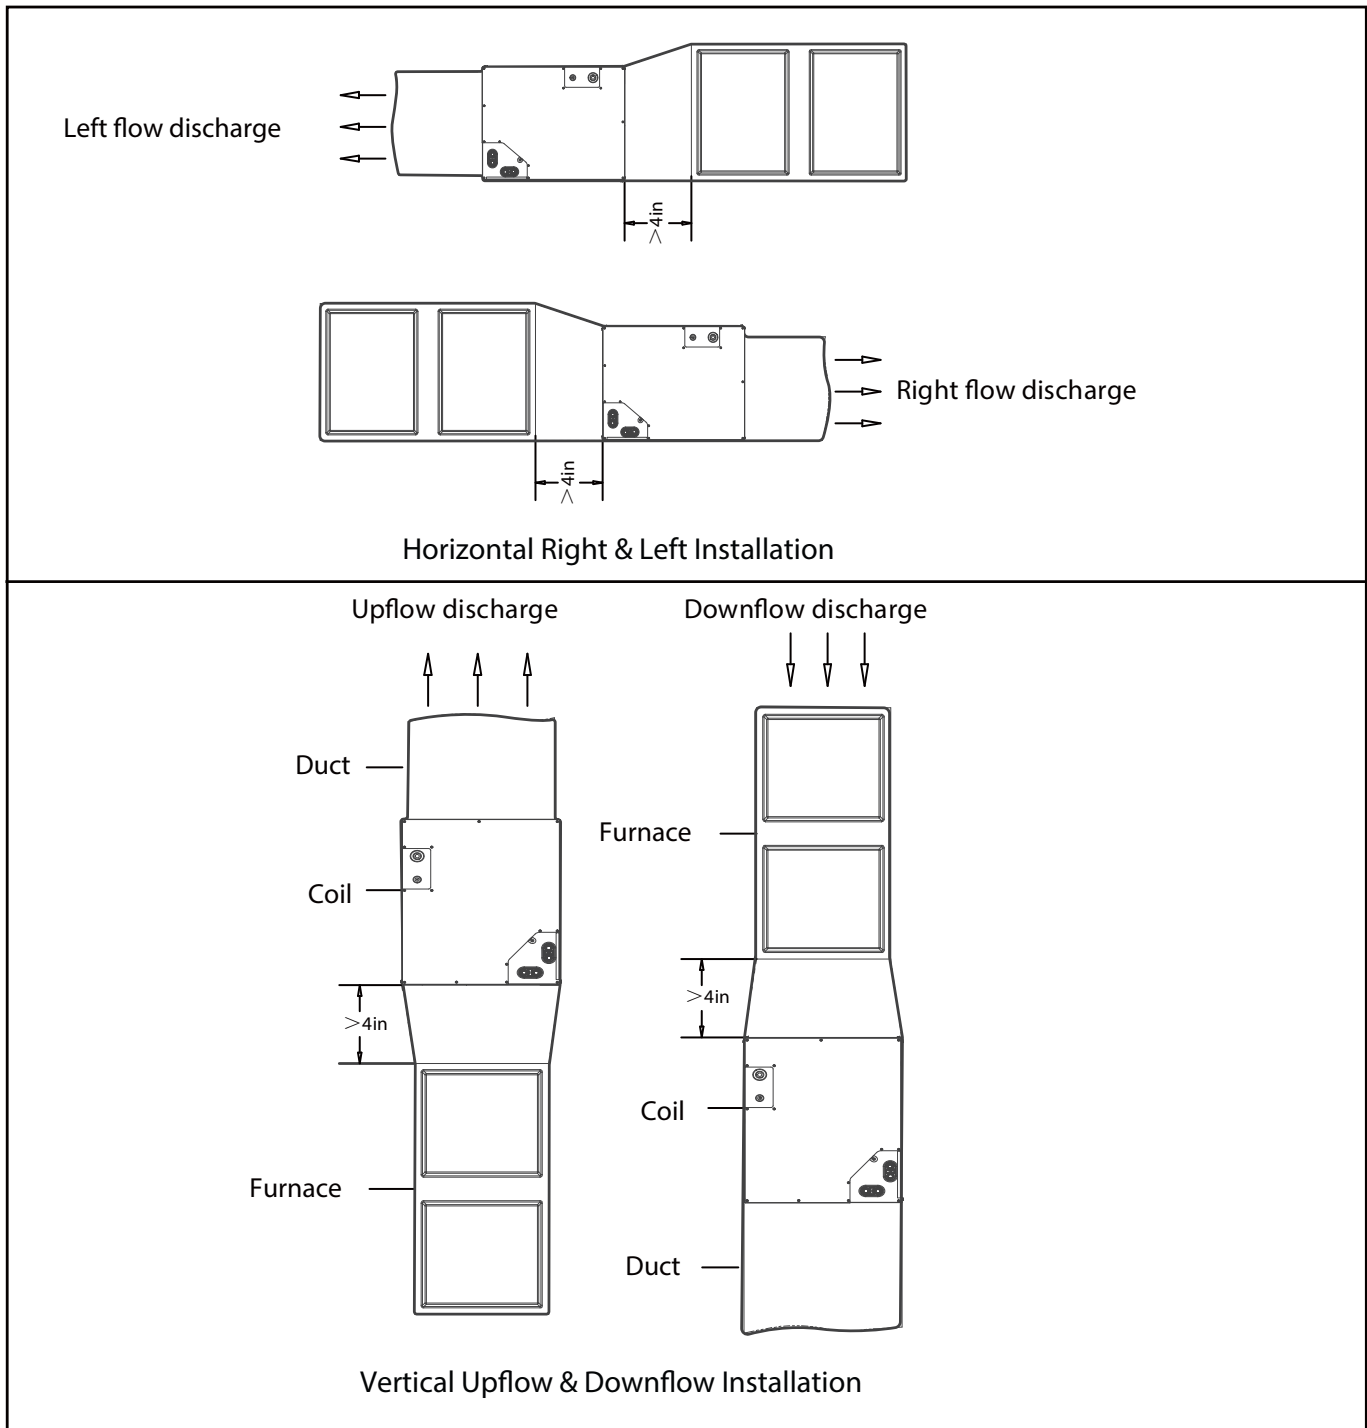 Left flow discharge
>4in
Right flow discharge
>4in
Horizontal Right & Left Installation
Upflow discharge
Downflow discharge
Duct
Furnace
Coil
>4in
>4in
Coil
Furnace
Duct
Vertical Upflow & Downflow Installation